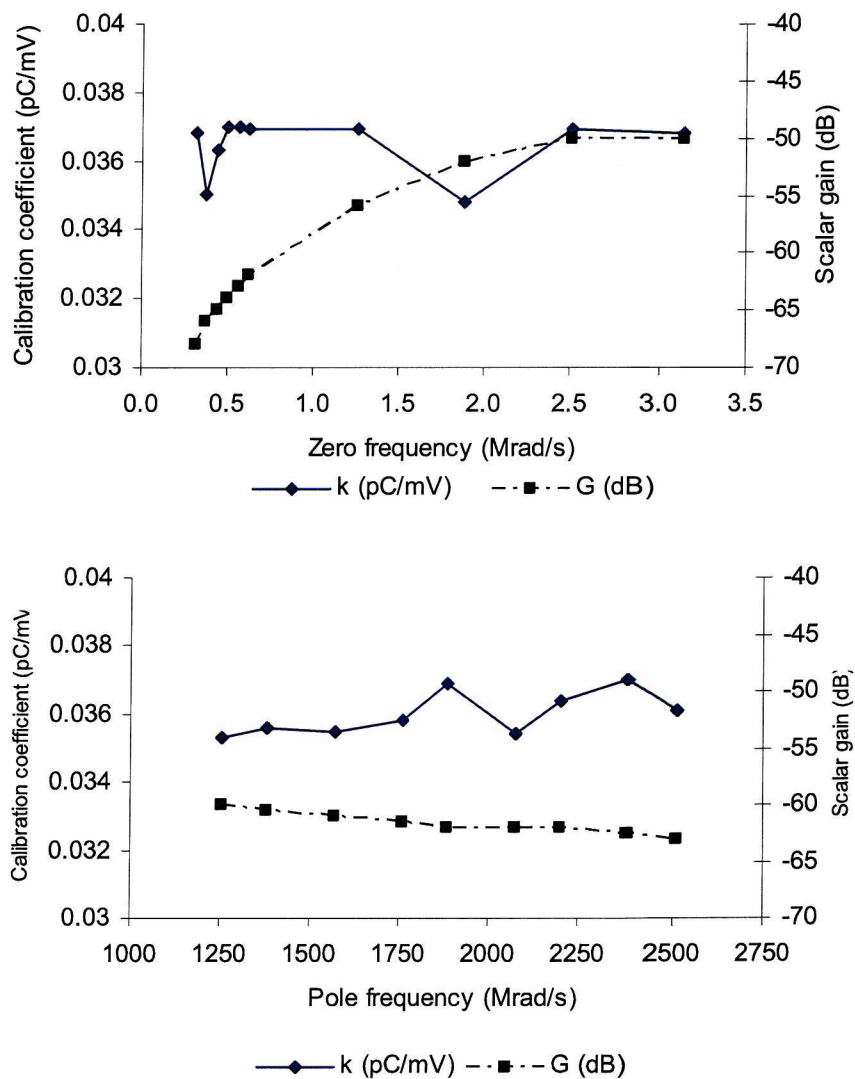 Calibration coefficient (pC/mV)
0.04
0.038
0.036
0.034
0.032
0.03
-40
-45
-50
-55
-60
-65
-70
Scalar gain (dB)
0.0 0.5 1.0 1.5 2.0 2.5 3.0 3.5
Zero frequency (Mrad/s)
k (pC/mV) G (dB)
Calibration coefficient (pC/mV
0.04
0.038
0.036
0.034
0.032
0.03
-40
-45
-50
-55
-60
-65
-70
Scalar gain (dB)
1000 1250 1500 1750 2000 2250 2500 2750
Pole frequency (Mrad/s)
k (pC/mV) G (dB)